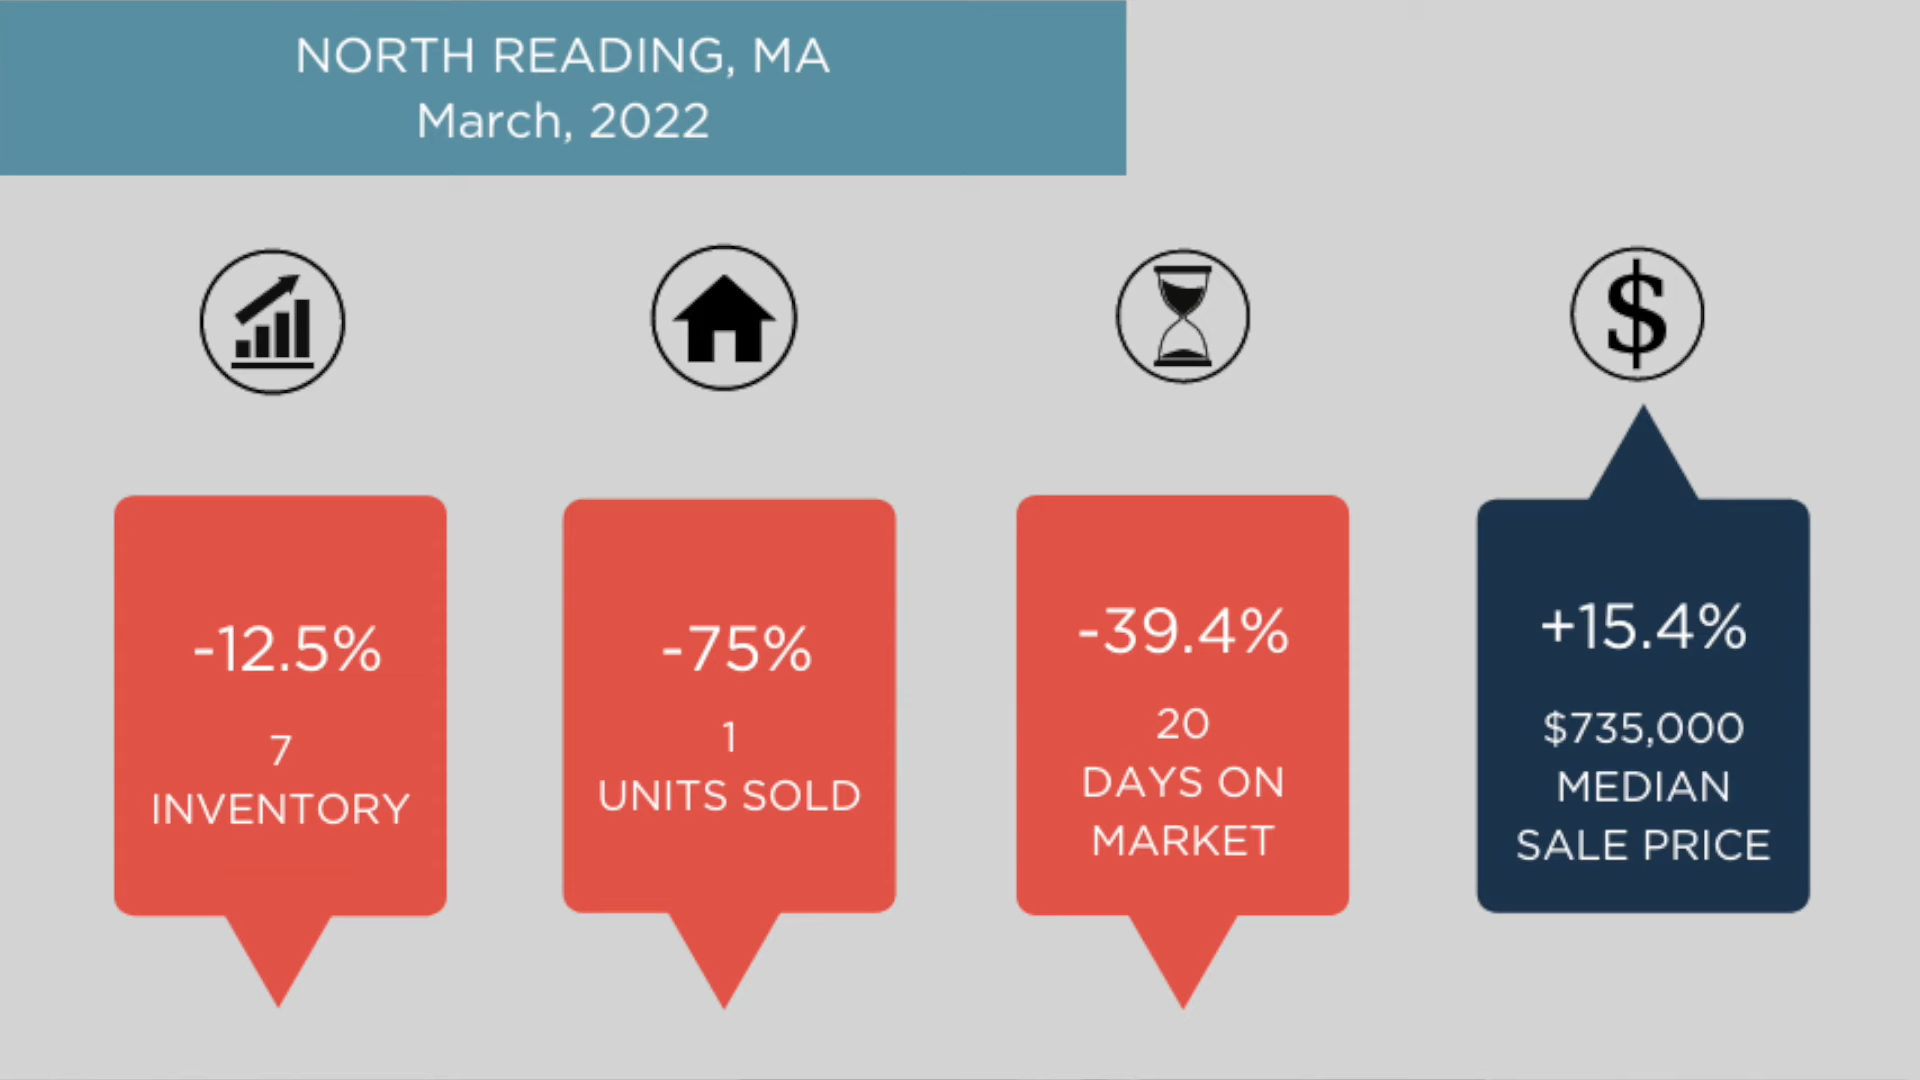 NORTH READING, MA
March, 2022
-12.5%
7
INVENTORY
-75%
1
UNITS SOLD
-39.4%
20
DAYS ON
MARKET
$
+15.4%
$735,000
MEDIAN
SALE PRICE